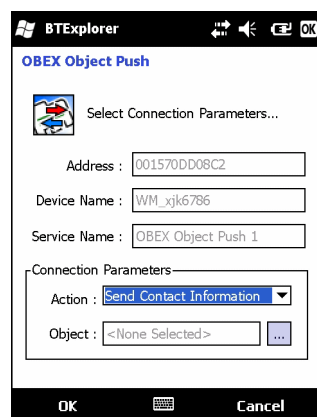 BTExplorer
OK
OBEX Object Push
Select Connection Parameters...
Address : 001570DD08C2
Device Name : WM_xjk6786
Service Name : OBEX Object Push 1
Connection Parameters
Action : Send Contact Information
Object : <None Selected> ...
OK Cancel